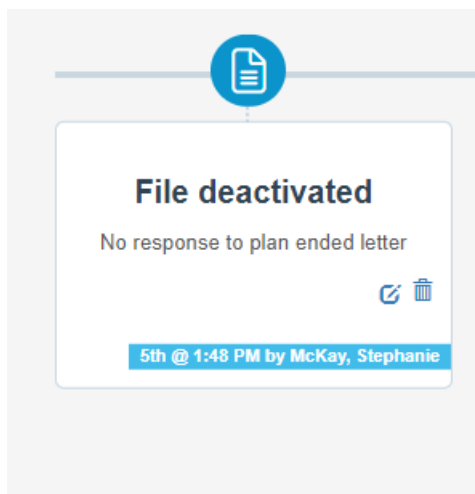 File deactivated
No response to plan ended letter
5th @ 1:48 PM by McKay, Stephanie